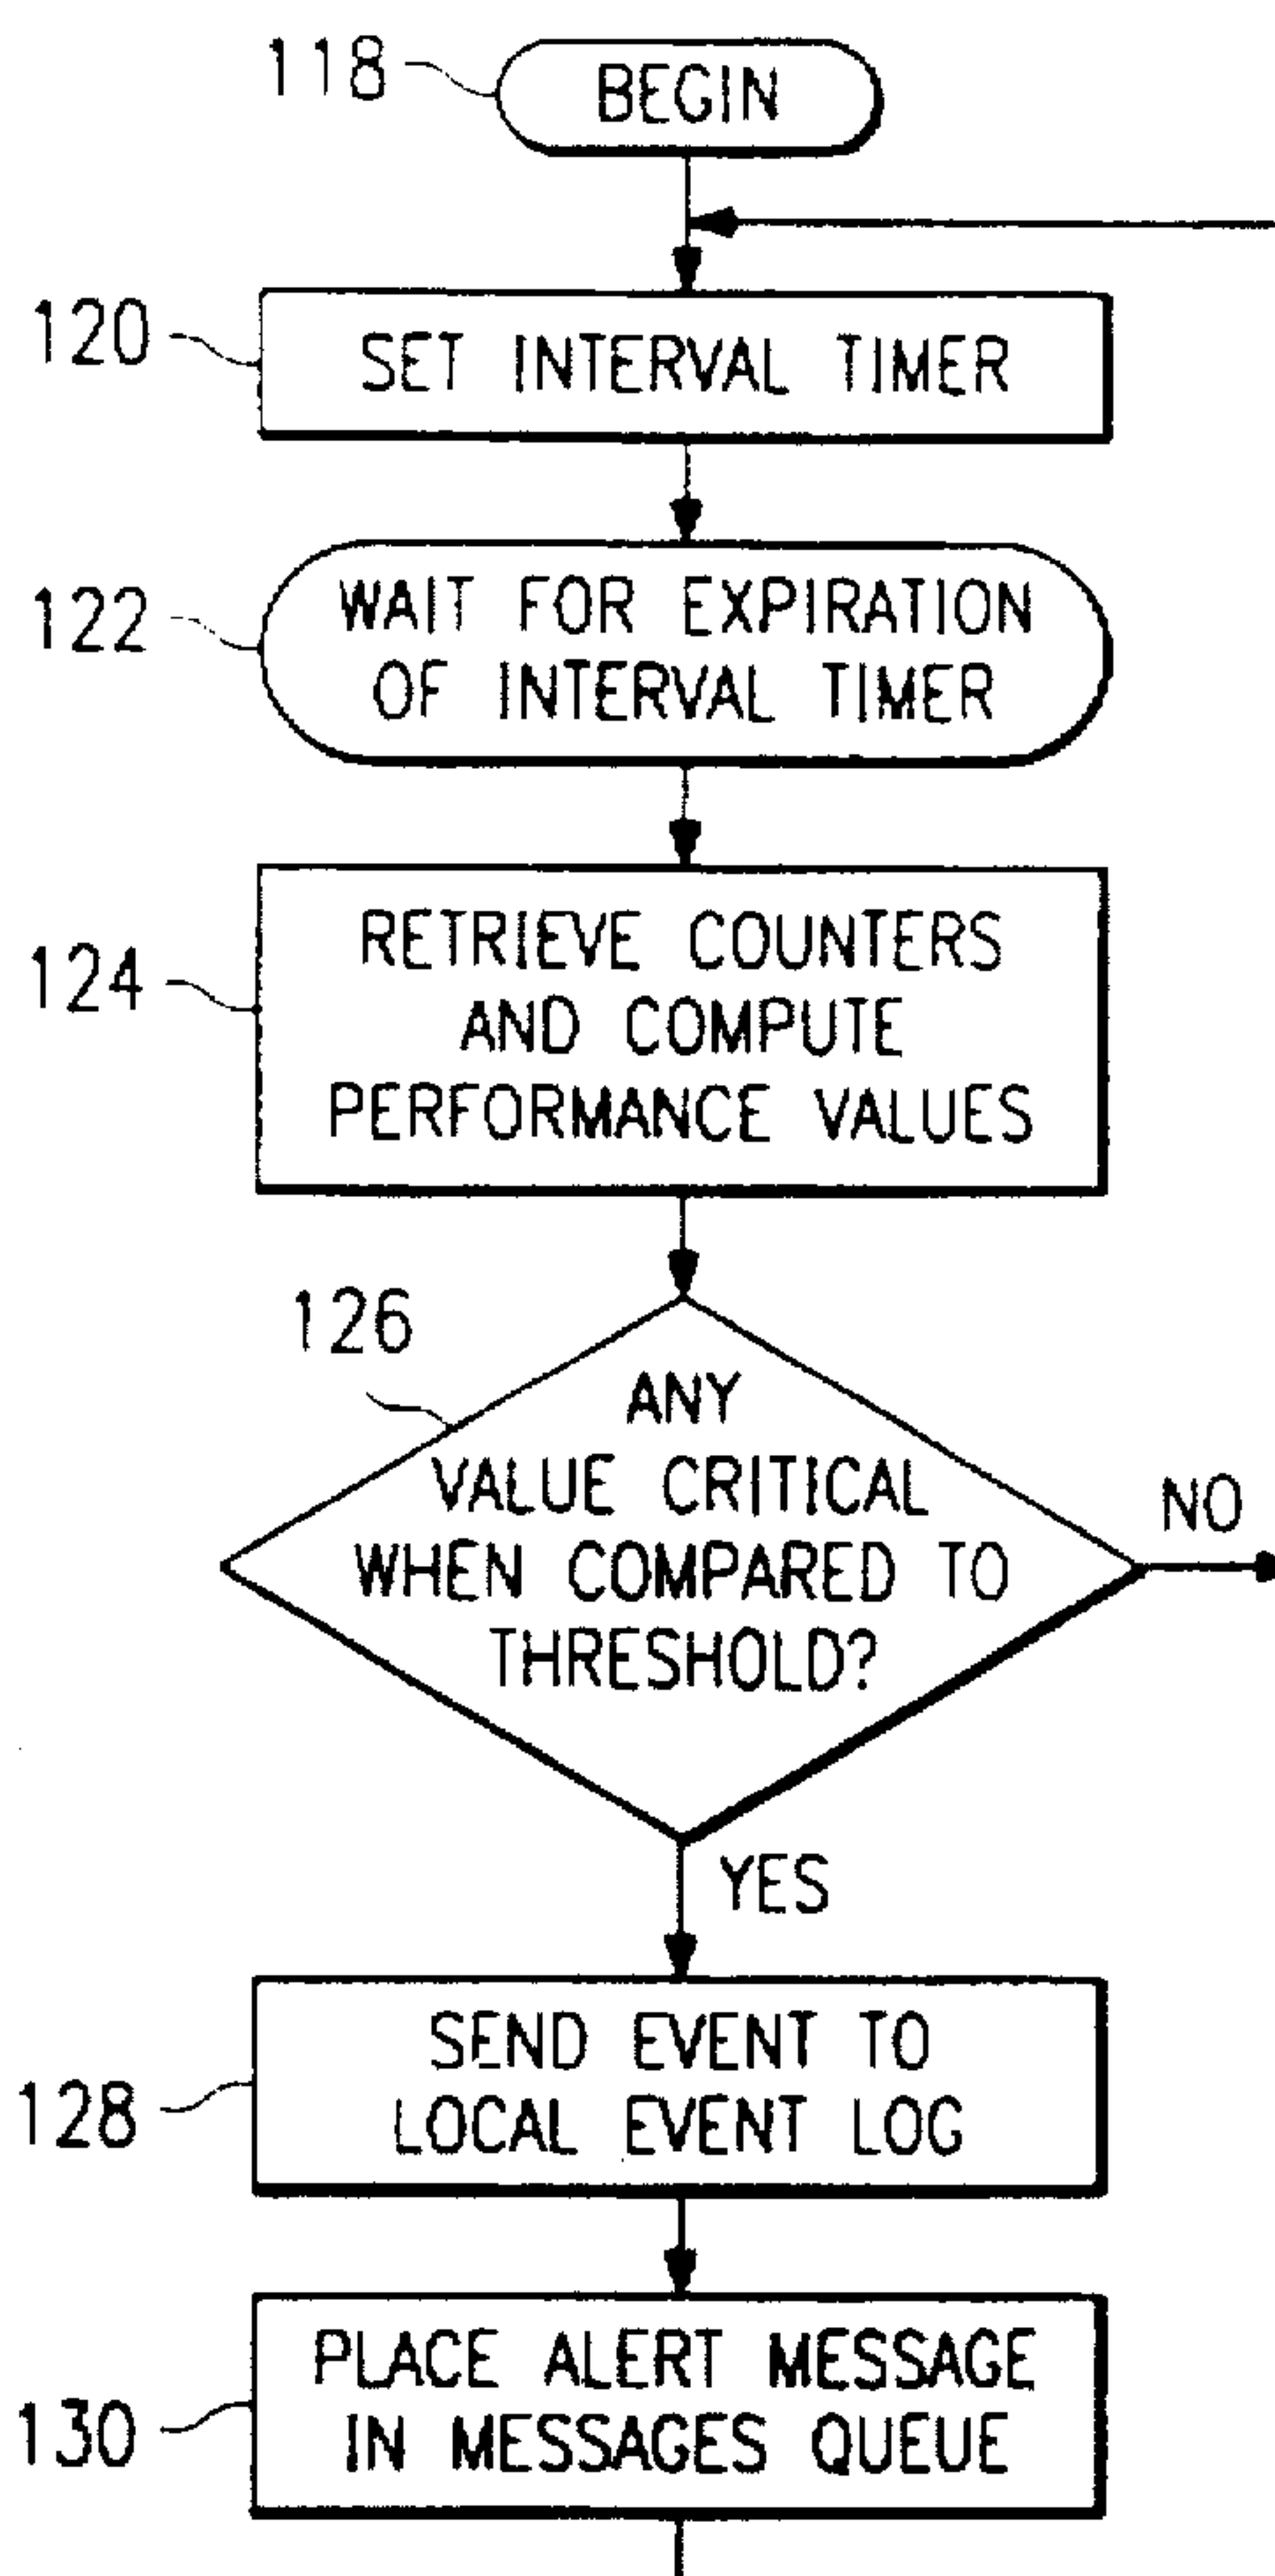 118
BEGIN
120
SET INTERVAL TIMER
122
WAIT FOR EXPIRATION
OF INTERVAL TIMER
124
RETRIEVE COUNTERS
AND COMPUTE
PERFORMANCE VALUES
126
ANY
VALUE CRITICAL
WHEN COMPARED TO
THRESHOLD?
NO
YES
128
SEND EVENT TO
LOCAL EVENT LOG
130
PLACE ALERT MESSAGE
IN MESSAGES QUEUE